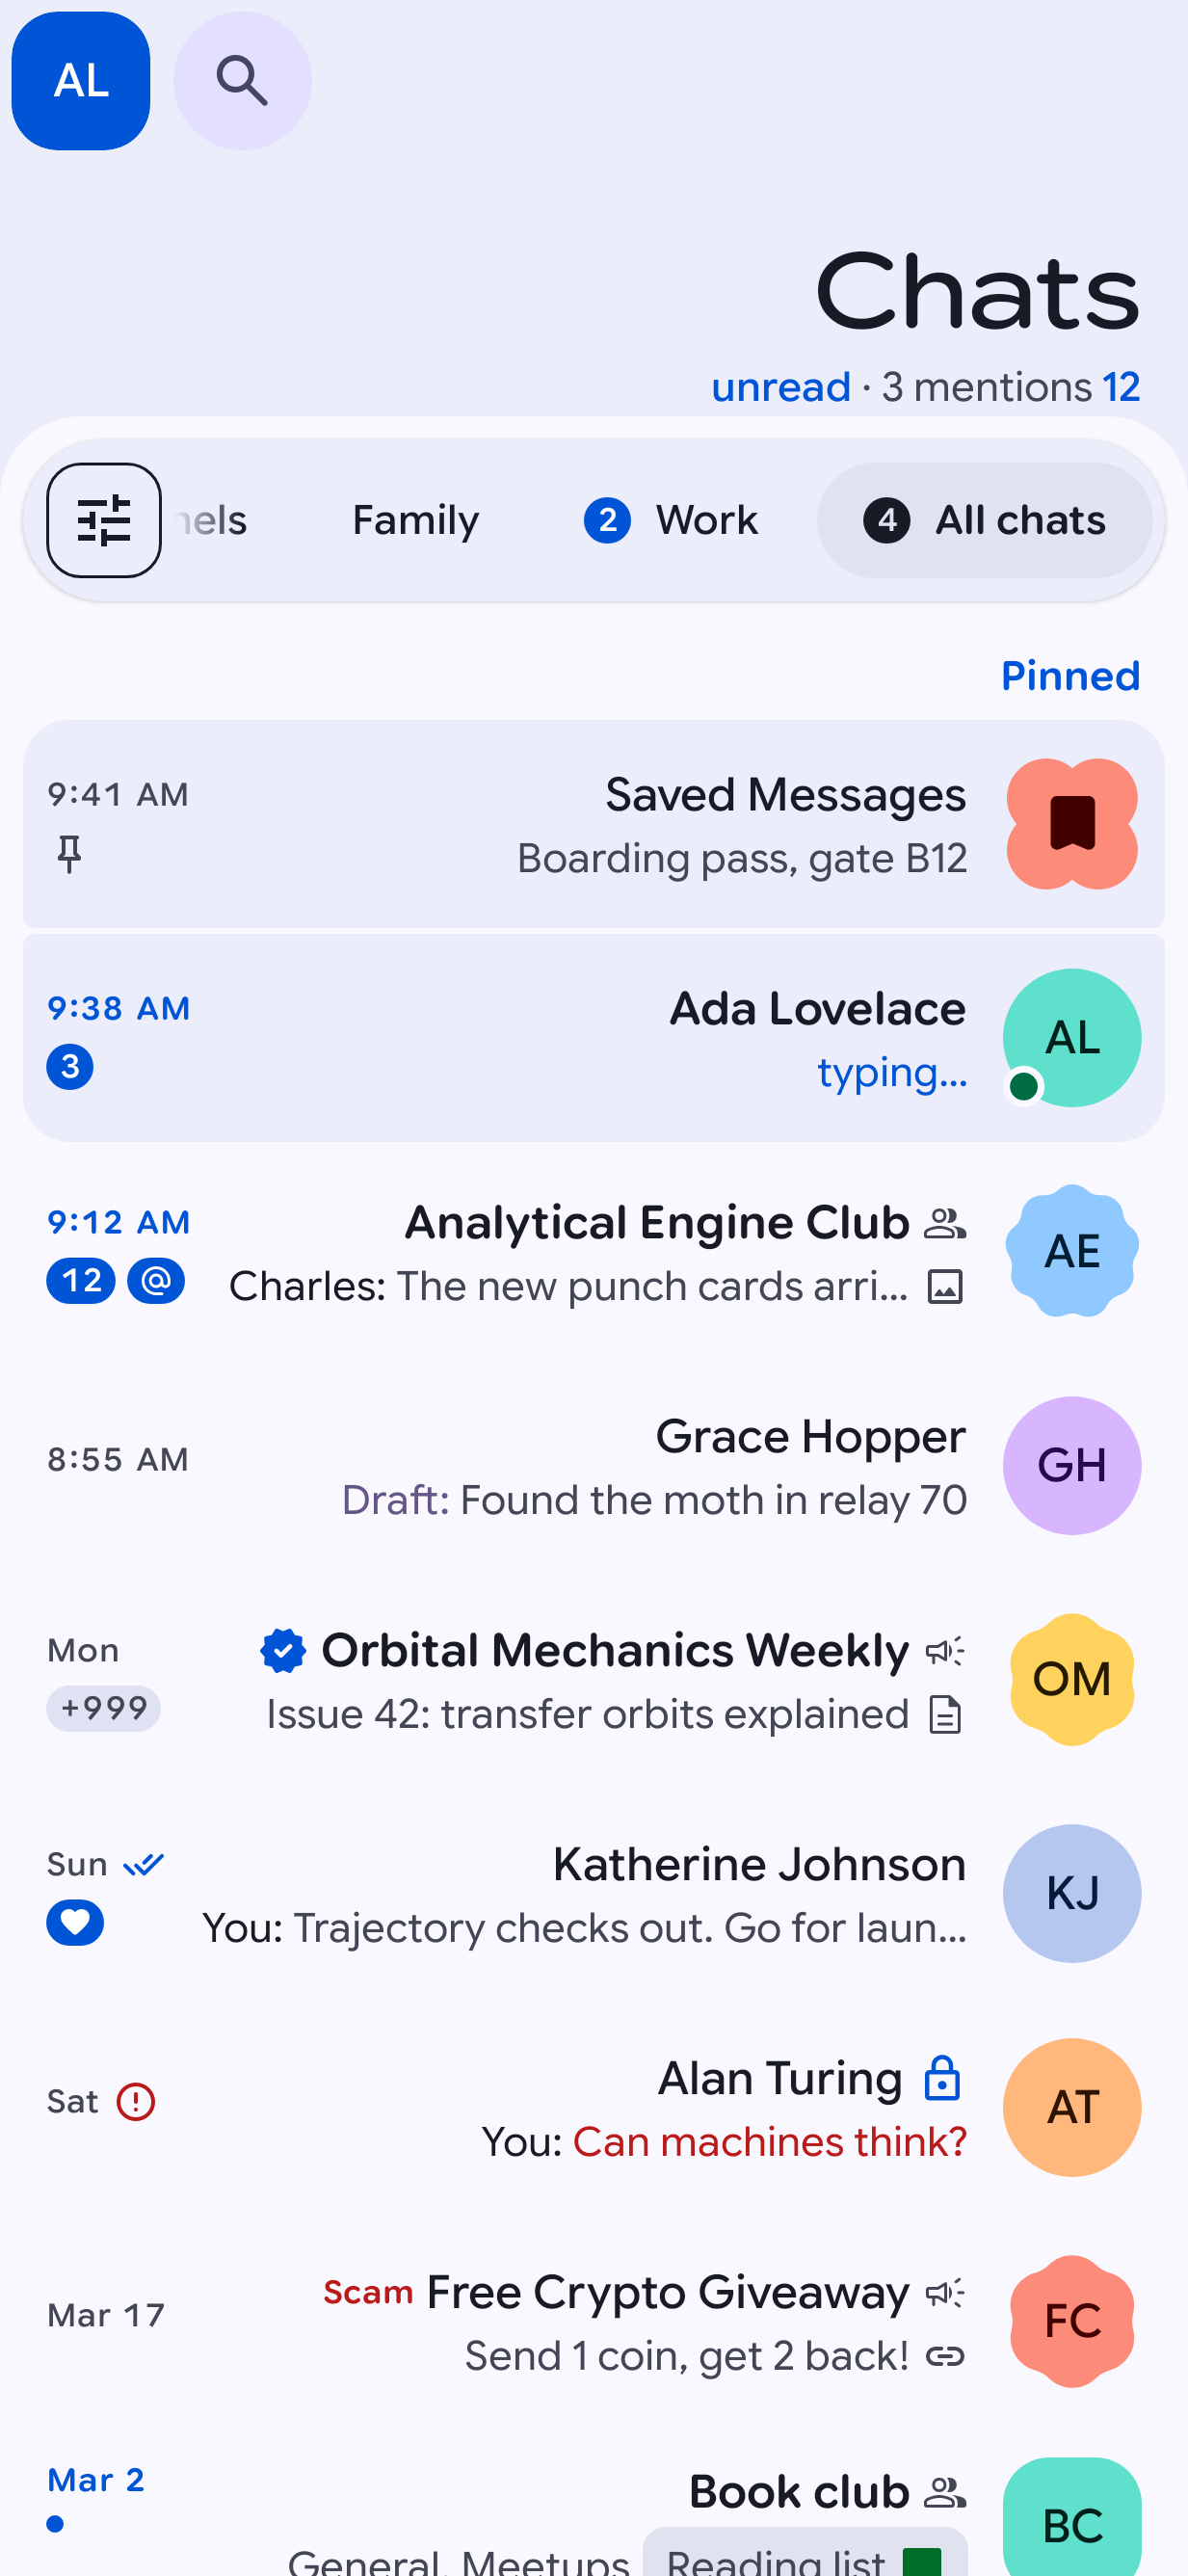 AL
Chats
unread · 3 mentions 12
nels Family 2 Work 4 All chats
Pinned
9:41 AM Saved Messages
Boarding pass, gate B12
9:38 AM Ada Lovelace AL
3 typing...
9:12 AM Analytical Engine Club AE
12 @ Charles: The new punch cards arri...
8:55 AM Grace Hopper GH
Draft: Found the moth in relay 70
Mon Orbital Mechanics Weekly OM
+999 Issue 42: transfer orbits explained
Sun Katherine Johnson KJ
You: Trajectory checks out. Go for laun...
Sat Alan Turing AT
You: Can machines think?
Mar 17 Scam Free Crypto Giveaway FC
Send 1 coin, get 2 back!
Mar 2 Book club BC
General, Meetups Reading list